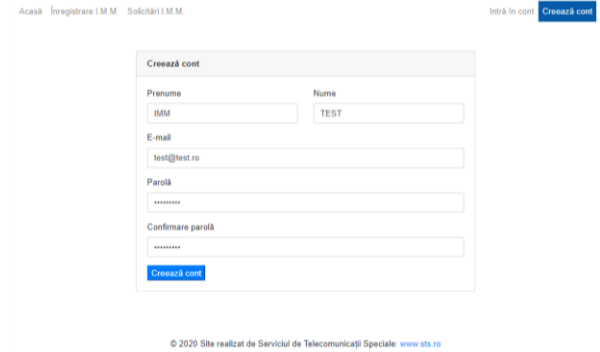 Acasă Înregistrare I.M.M. Solicitări I.M.M. Intră în cont Creează cont
Creează cont
Prenume Nume
IMM TEST
E-mail
test@test.ro
Parolă
•••••••••
Confirmare parolă
•••••••••
Creează cont
© 2020 Site realizat de Serviciul de Telecomunicații Speciale: www.sts.ro